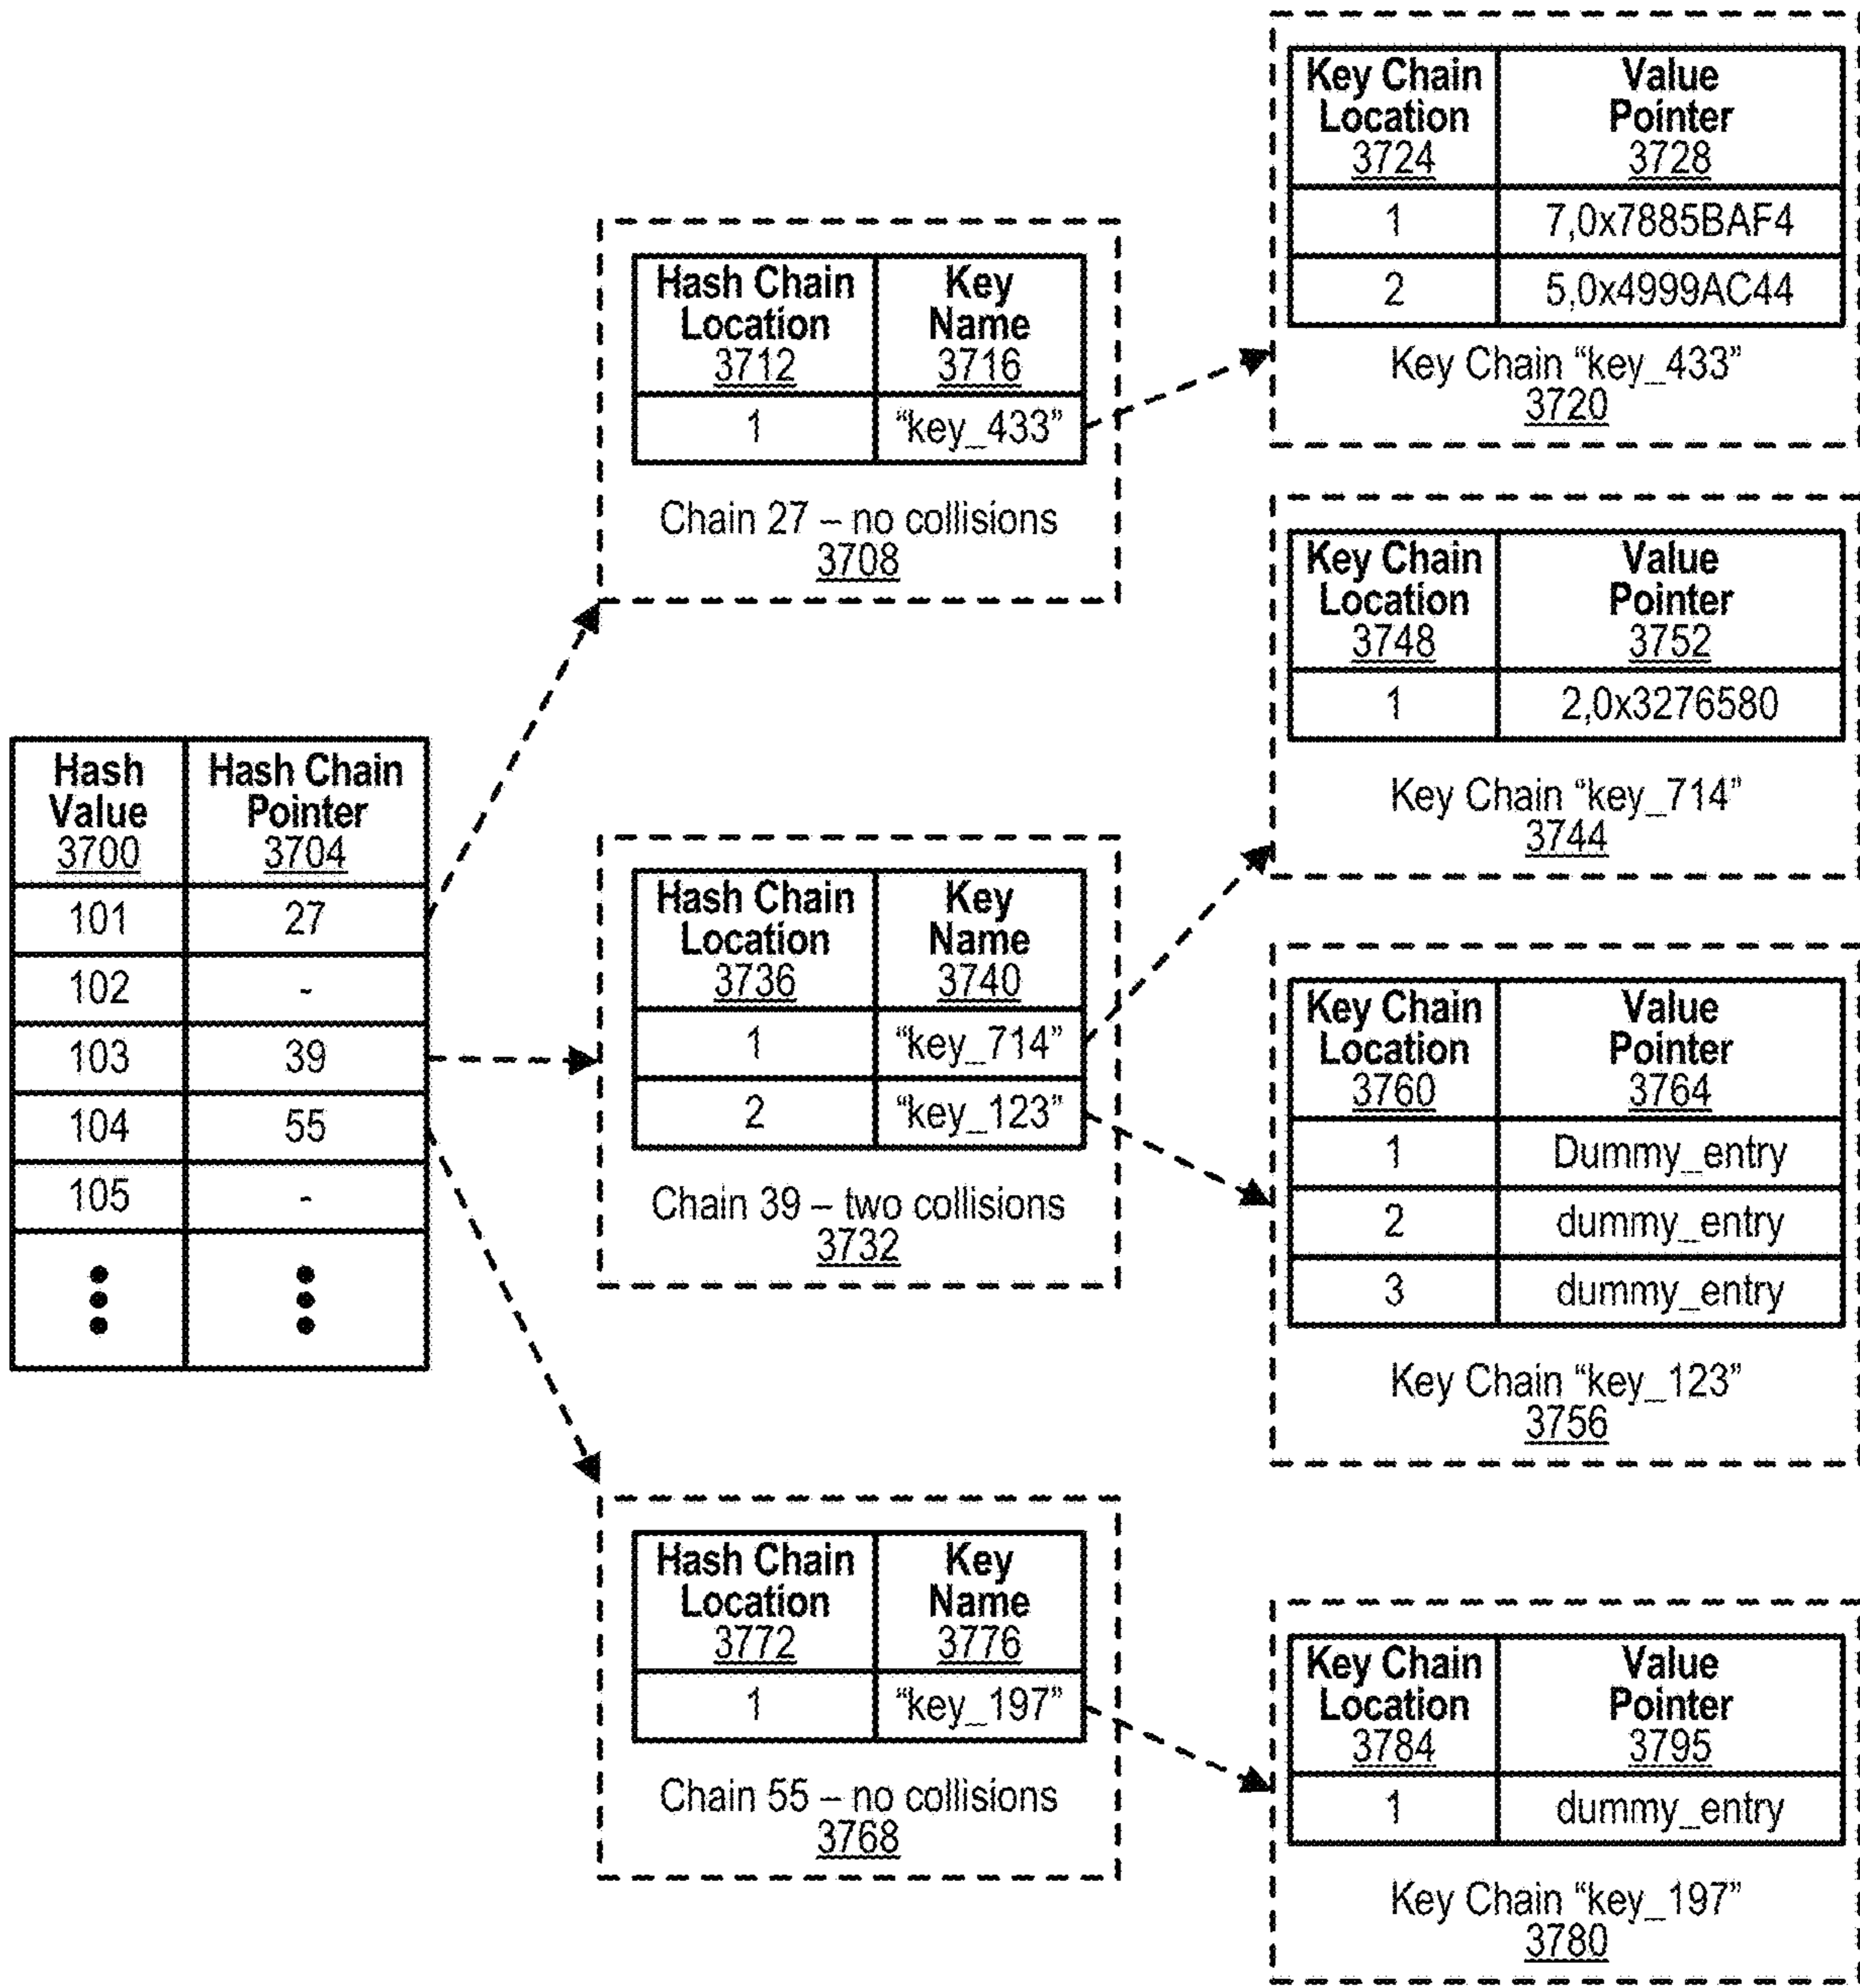 Hash Value 3700
Hash Chain Pointer 3704
101 27
102 -
103 39
104 55
105 -
Hash Chain Location 3712
Key Name 3716
1 “key_433”
Chain 27 – no collisions
3708
Hash Chain Location 3736
Key Name 3740
1 “key_714”
2 “key_123”
Chain 39 – two collisions
3732
Hash Chain Location 3772
Key Name 3776
1 “key_197”
Chain 55 – no collisions
3768
Key Chain Location 3724
Value Pointer 3728
1 7,0x7885BAF4
2 5,0x4999AC44
Key Chain “key_433”
3720
Key Chain Location 3748
Value Pointer 3752
1 2,0x3276580
Key Chain “key_714”
3744
Key Chain Location 3760
Value Pointer 3764
1 Dummy_entry
2 dummy_entry
3 dummy_entry
Key Chain “key_123”
3756
Key Chain Location 3784
Value Pointer 3795
1 dummy_entry
Key Chain “key_197”
3780